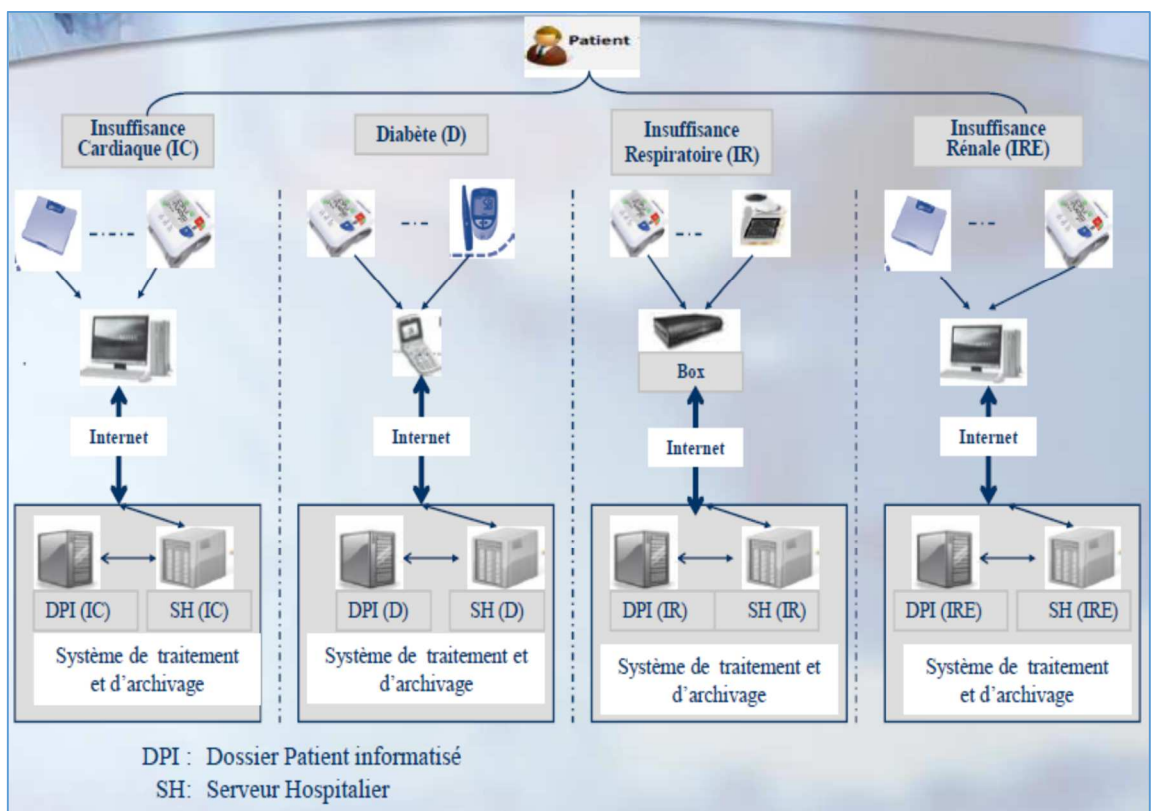 Patient
Insuffisance
Cardiaque (IC)
Diabète (D)
Insuffisance
Respiratoire (IR)
Insuffisance
Rénale (IRE)
Box
Internet
Internet
Internet
Internet
DPI (IC)
SH (IC)
DPI (D)
SH (D)
DPI (IR)
SH (IR)
DPI (IRE)
SH (IRE)
Système de traitement
et d’archivage
Système de traitement et
et d’archivage
Système de traitement et
d’archivage
Système de traitement
et d’archivage
DPI : Dossier Patient informatisé
SH: Serveur Hospitalier